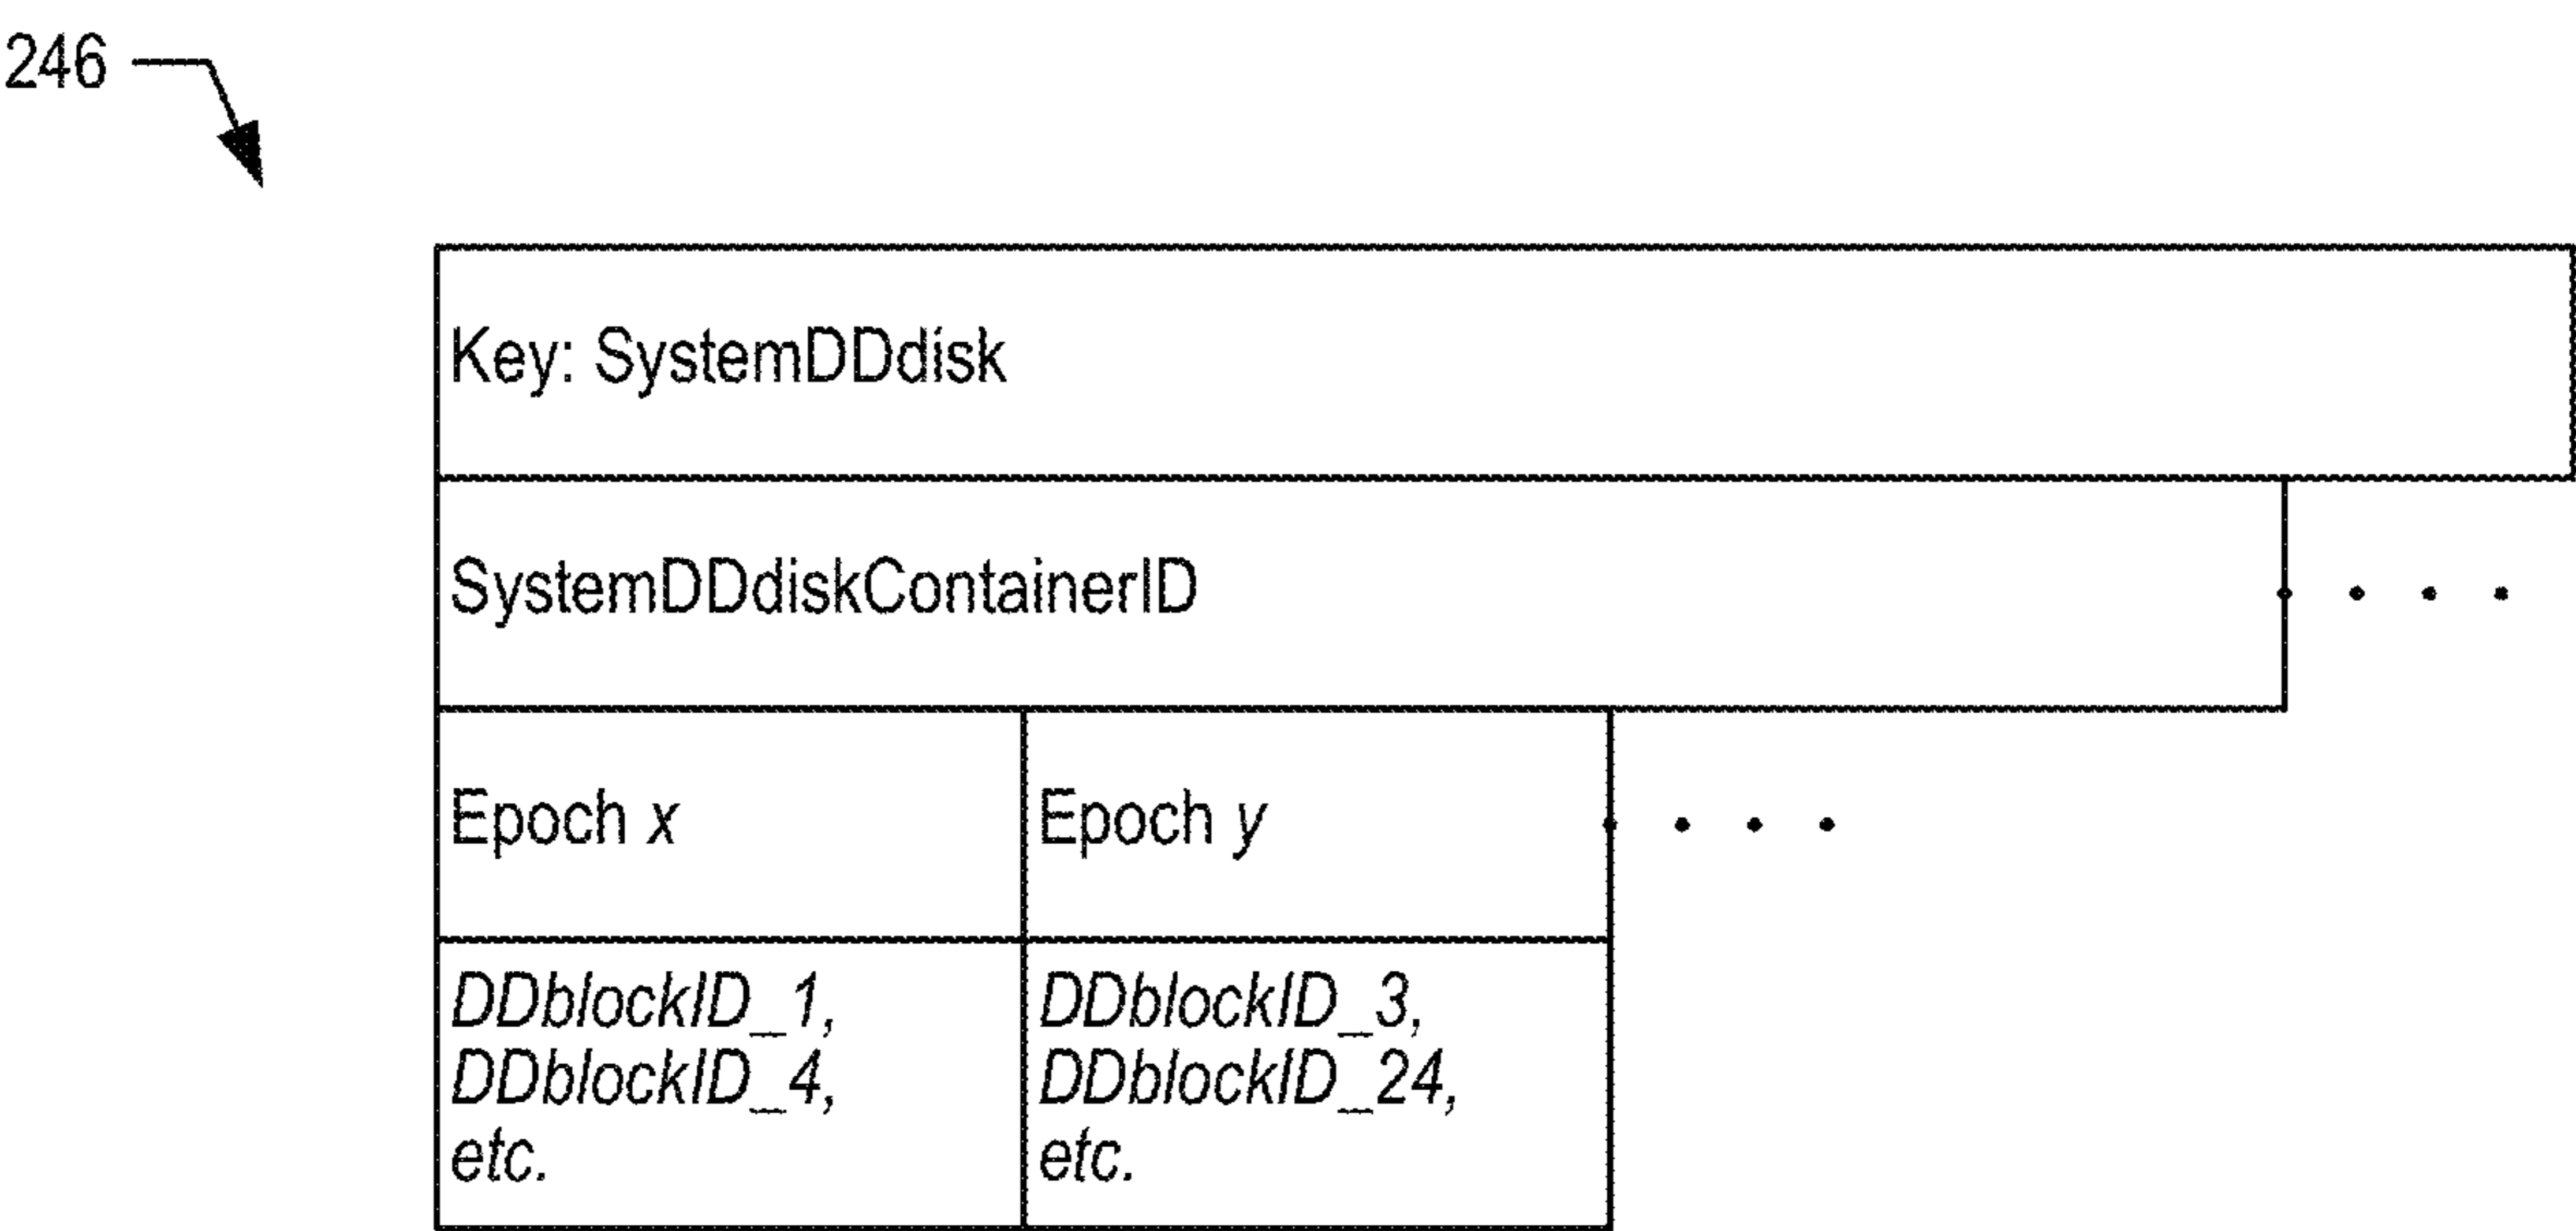 246
Key: SystemDDdisk
SystemDDdiskContainerID
Epoch x
Epoch y
DDblockID_1,
DDblockID_4,
etc.
DDblockID_3,
DDblockID_24,
etc.